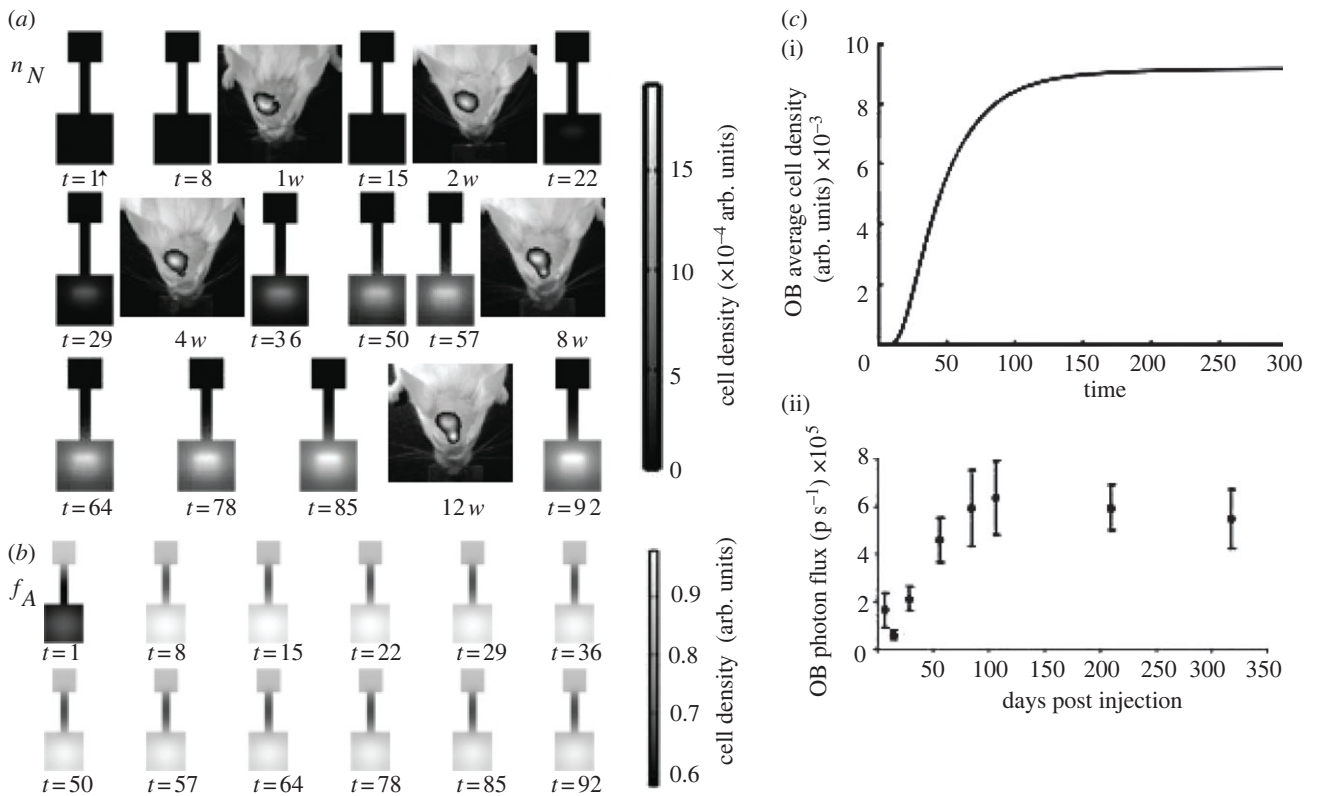 (a)
n_N
t=1↑ t=8 1w t=15 2w t=22
t=29 4w t=36 t=50 t=57 8w
t=64 t=78 t=85 12w t=92
15
10
5
0
cell density (×10⁻⁴ arb. units)
(b)
f_A
t=1 t=8 t=15 t=22 t=29 t=36
t=50 t=57 t=64 t=78 t=85 t=92
0.9
0.8
0.7
0.6
cell density (arb. units)
(c)
(i)
OB average cell density
(arb. units) ×10⁻³
10
8
6
4
2
0 50 100 150 200 250 300
time
(ii)
OB photon flux (p s⁻¹) ×10⁵
8
6
4
2
0 50 100 150 200 250 300 350
days post injection